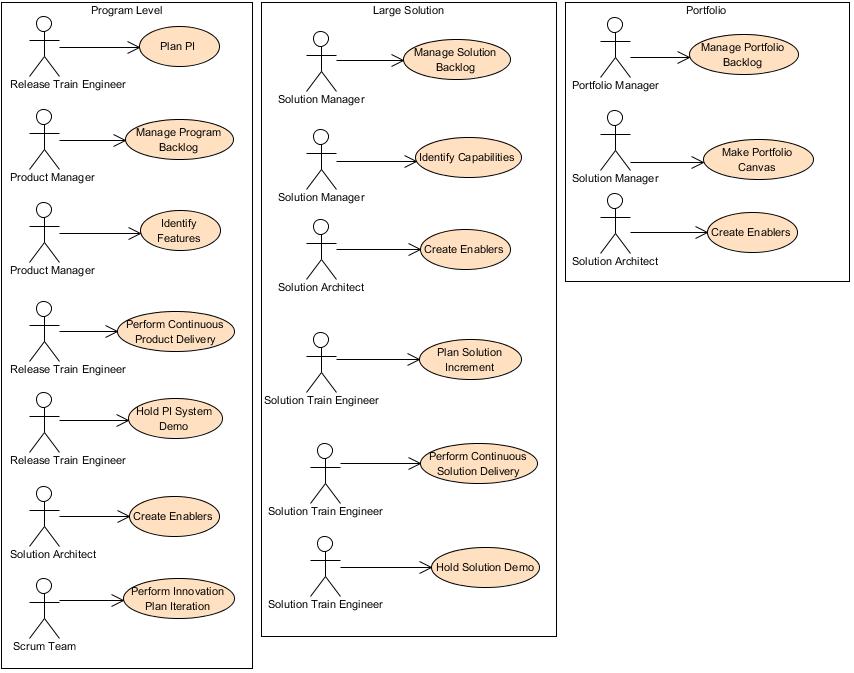 Program Level
Plan PI
Release Train Engineer
Manage Program
Backlog
Product Manager
Identify
Features
Product Manager
Perform Continuous
Product Delivery
Release Train Engineer
Hold PI System
Demo
Release Train Engineer
Create Enablers
Solution Architect
Perform Innovation
Plan Iteration
Scrum Team
Large Solution
Manage Solution
Backlog
Solution Manager
Identify Capabilities
Solution Manager
Create Enablers
Solution Architect
Plan Solution
Increment
Solution Train Engineer
Perform Continuous
Solution Delivery
Solution Train Engineer
Hold Solution Demo
Solution Train Engineer
Portfolio
Manage Portfolio
Backlog
Portfolio Manager
Make Portfolio
Canvas
Solution Manager
Create Enablers
Solution Architect